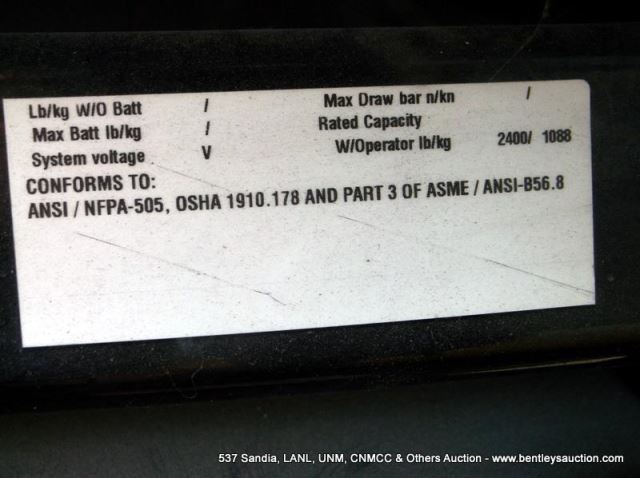 Lb/kg W/O Batt /
Max Batt lb/kg /
System voltage V
Max Draw bar n/kn /
Rated Capacity
W/Operator lb/kg 2400/ 1088
CONFORMS TO:
ANSI / NFPA-505, OSHA 1910.178 AND PART 3 OF ASME / ANSI-B56.8
537 Sandia, LANL, UNM, CNMCC & Others Auction - www.bentleysauction.com